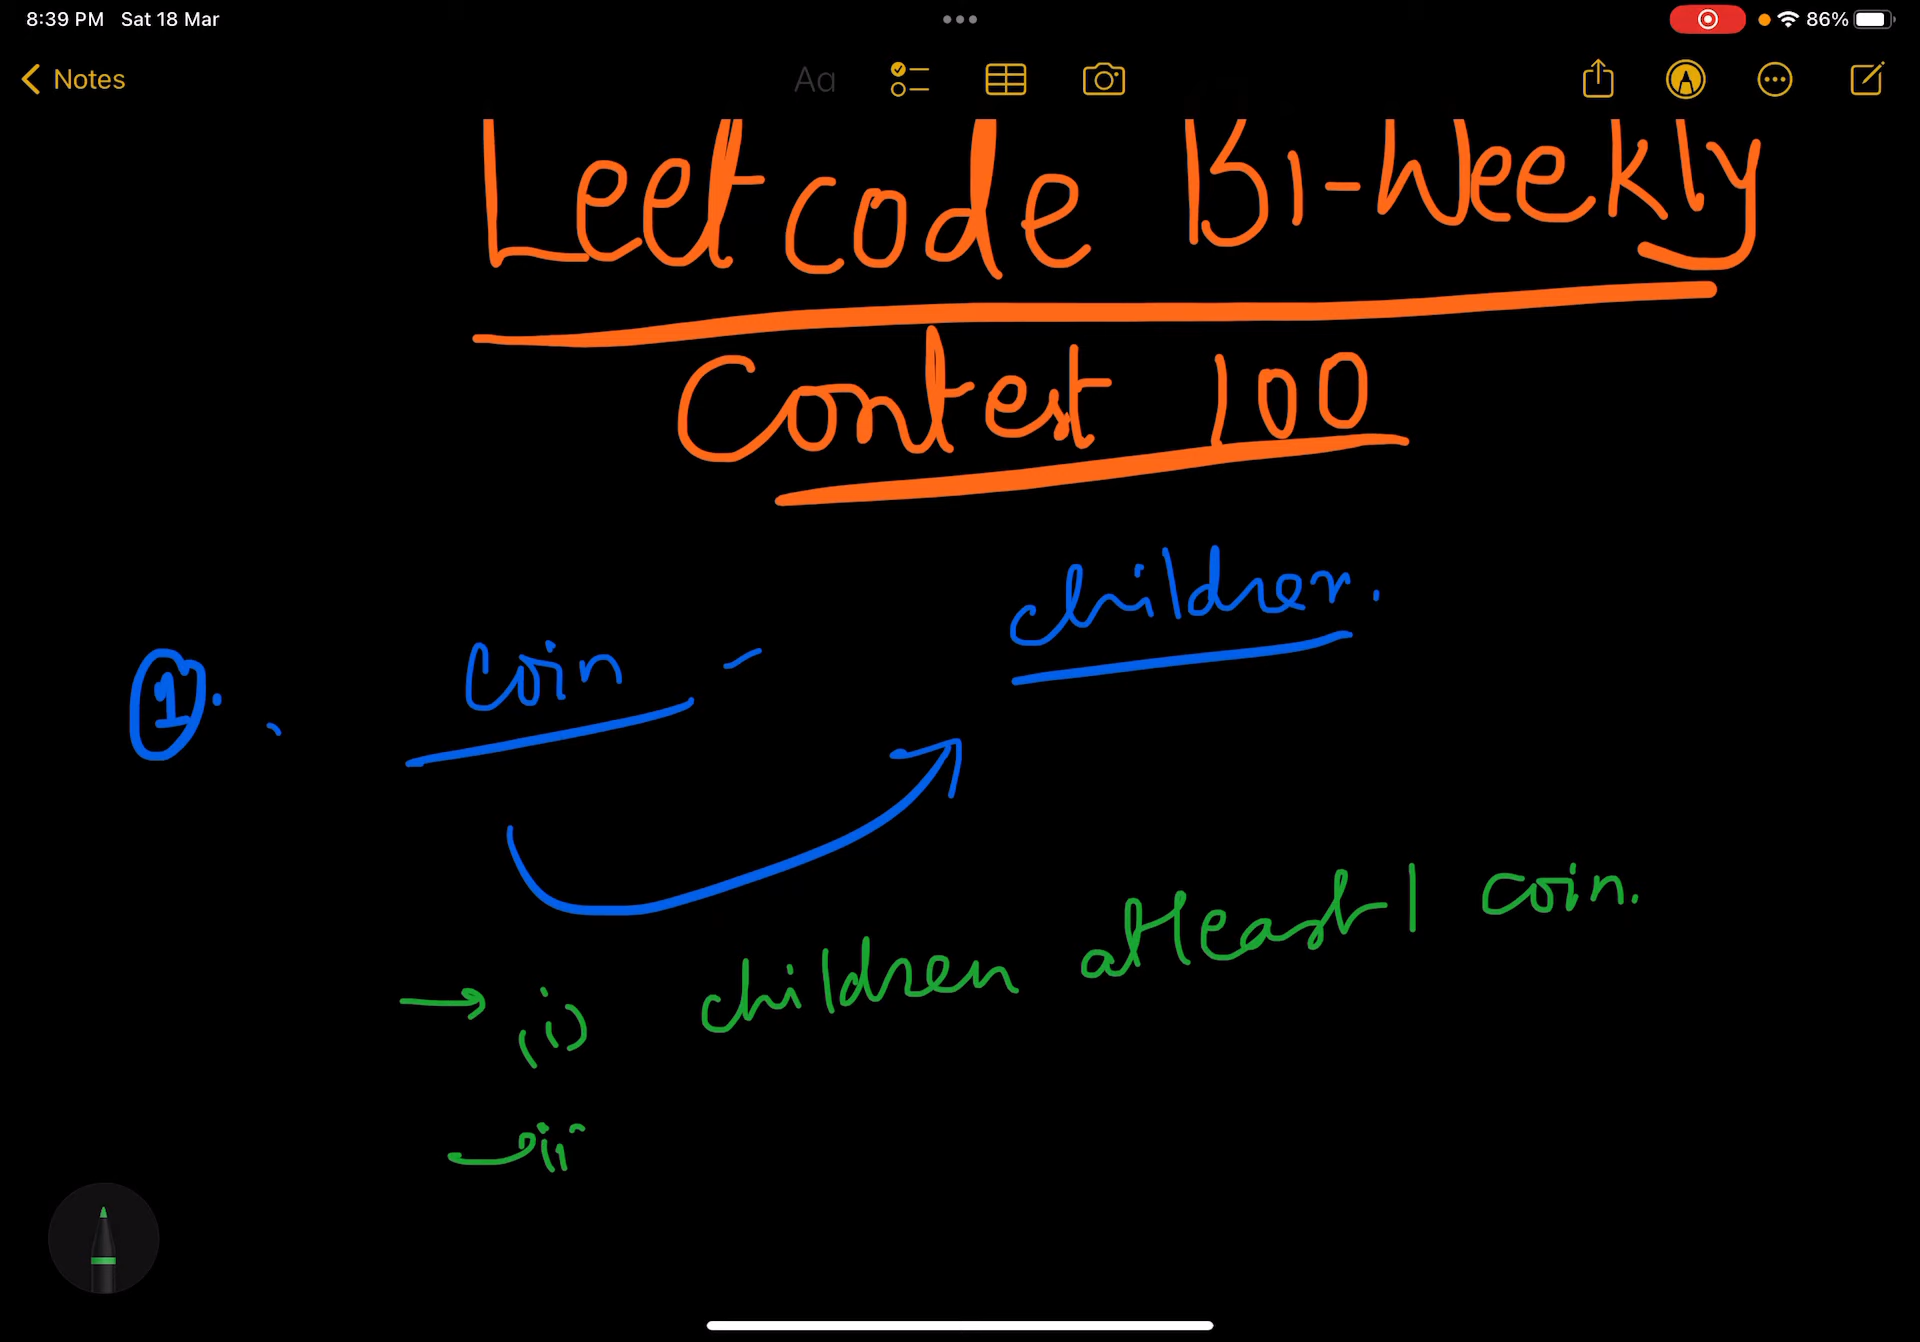 8:39 PM Sat 18 Mar
86%
Notes
Aa
Leetcode Bi-Weekly
Contest 100
1. coin - children.
→ (i) children atleast 1 coin.
→ ii